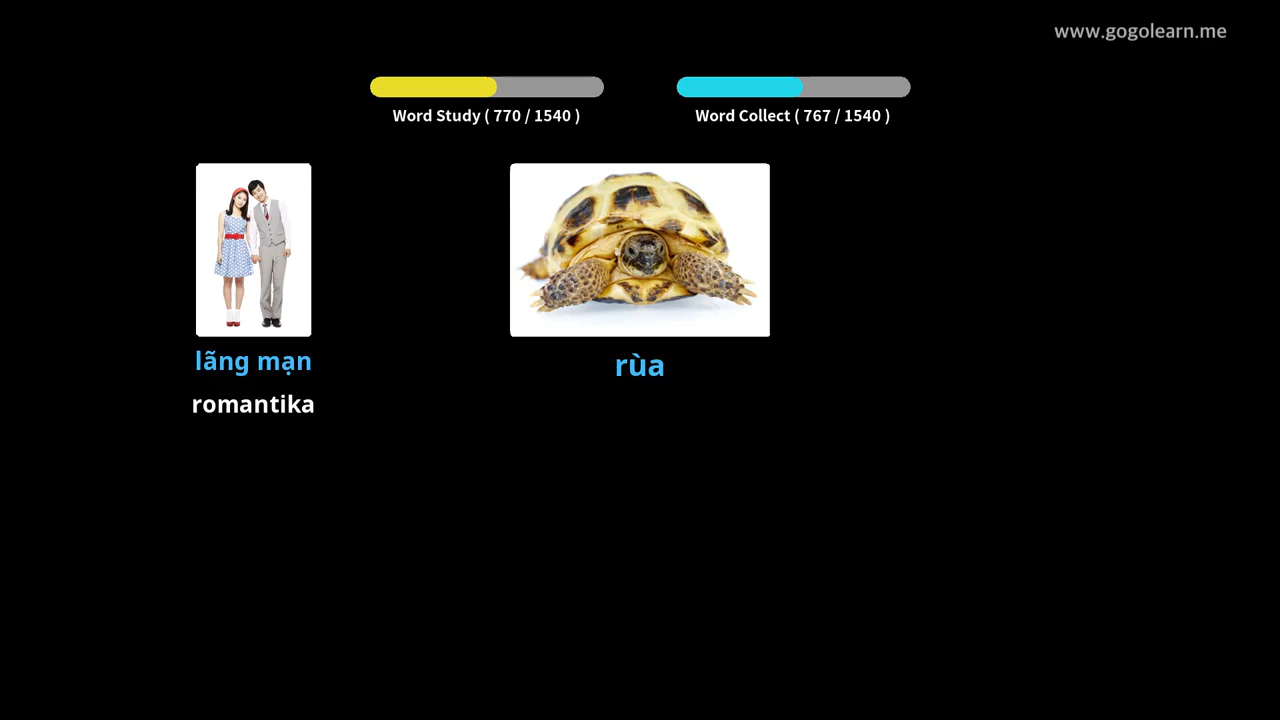 www.gogolearn.me
Word Study ( 770 / 1540 )
Word Collect ( 767 / 1540 )
lãng mạn
romantika
rùa